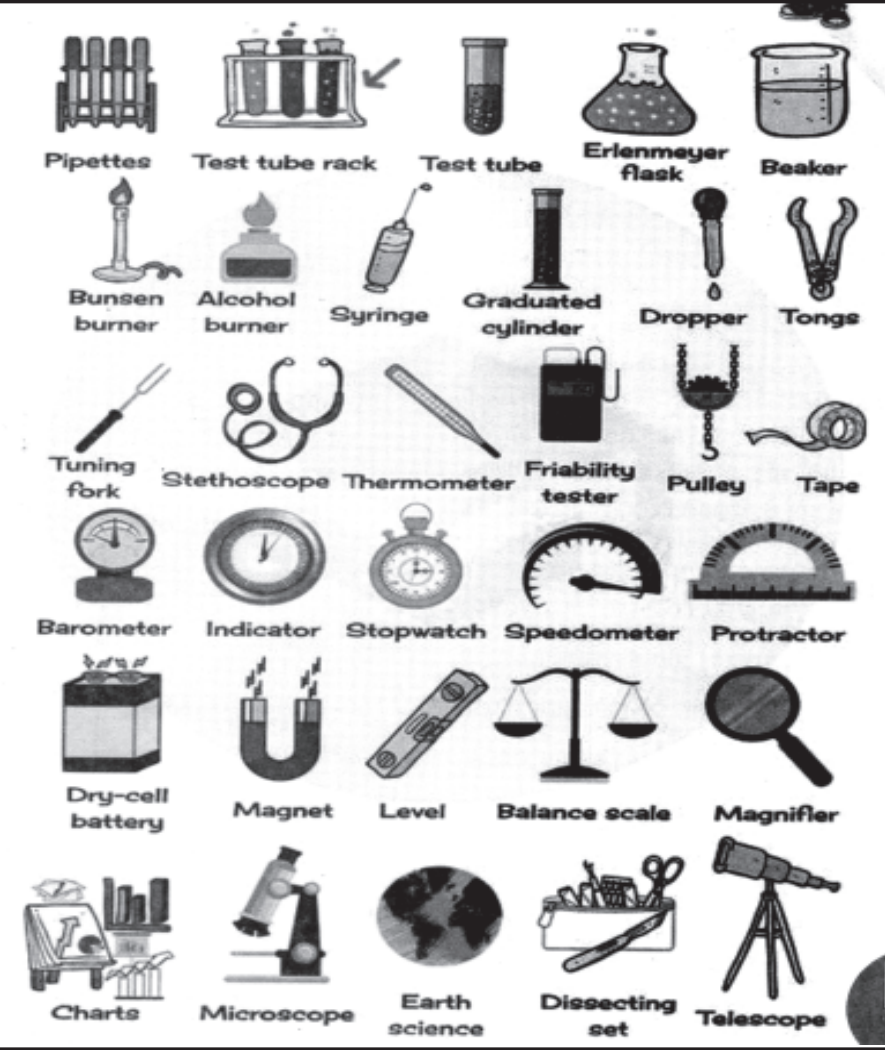 Pipettes
Test tube rack
Test tube
Erlenmeyer
flask
Beaker
Bunsen
burner
Alcohol
burner
Syringe
Graduated
cylinder
Dropper
Tongs
Tuning
fork
Stethoscope
Thermometer
Friability
tester
Pulley
Tape
Barometer
Indicator
Stopwatch
Speedometer
Protractor
Dry-cell
battery
Magnet
Level
Balance scale
Magnifier
Charts
Microscope
Earth
science
Dissecting
set
Telescope